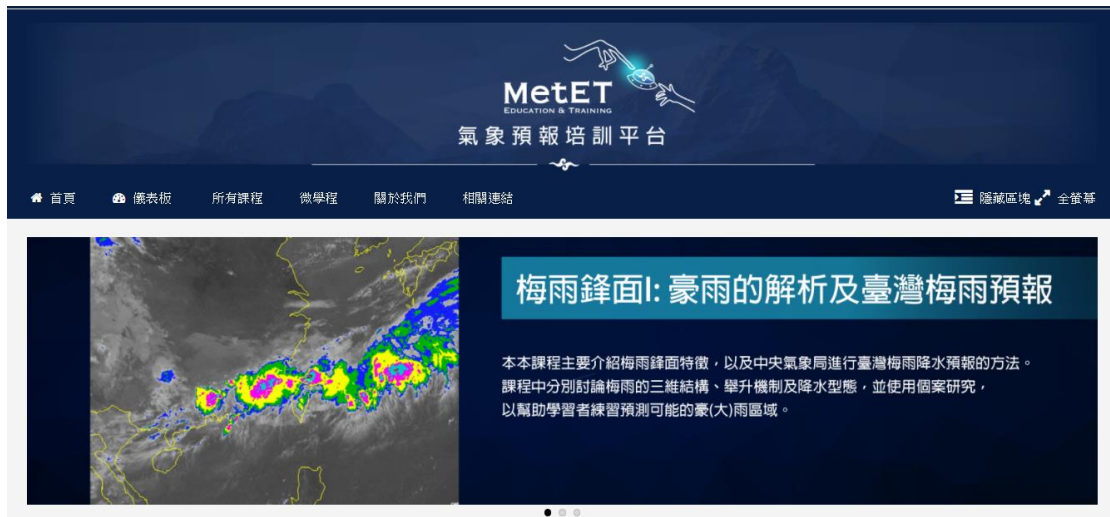 MetET
EDUCATION & TRAINING
氣象預報培訓平台
首頁 儀表板 所有課程 微學程 關於我們 相關連結 隱藏區塊 全螢幕
梅雨鋒面I: 豪雨的解析及臺灣梅雨預報
本本課程主要介紹梅雨鋒面特徵，以及中央氣象局進行臺灣梅雨降水預報的方法。
課程中分別討論梅雨的三維結構、舉升機制及降水型態，並使用個案研究，
以幫助學習者練習預測可能的豪(大)雨區域。